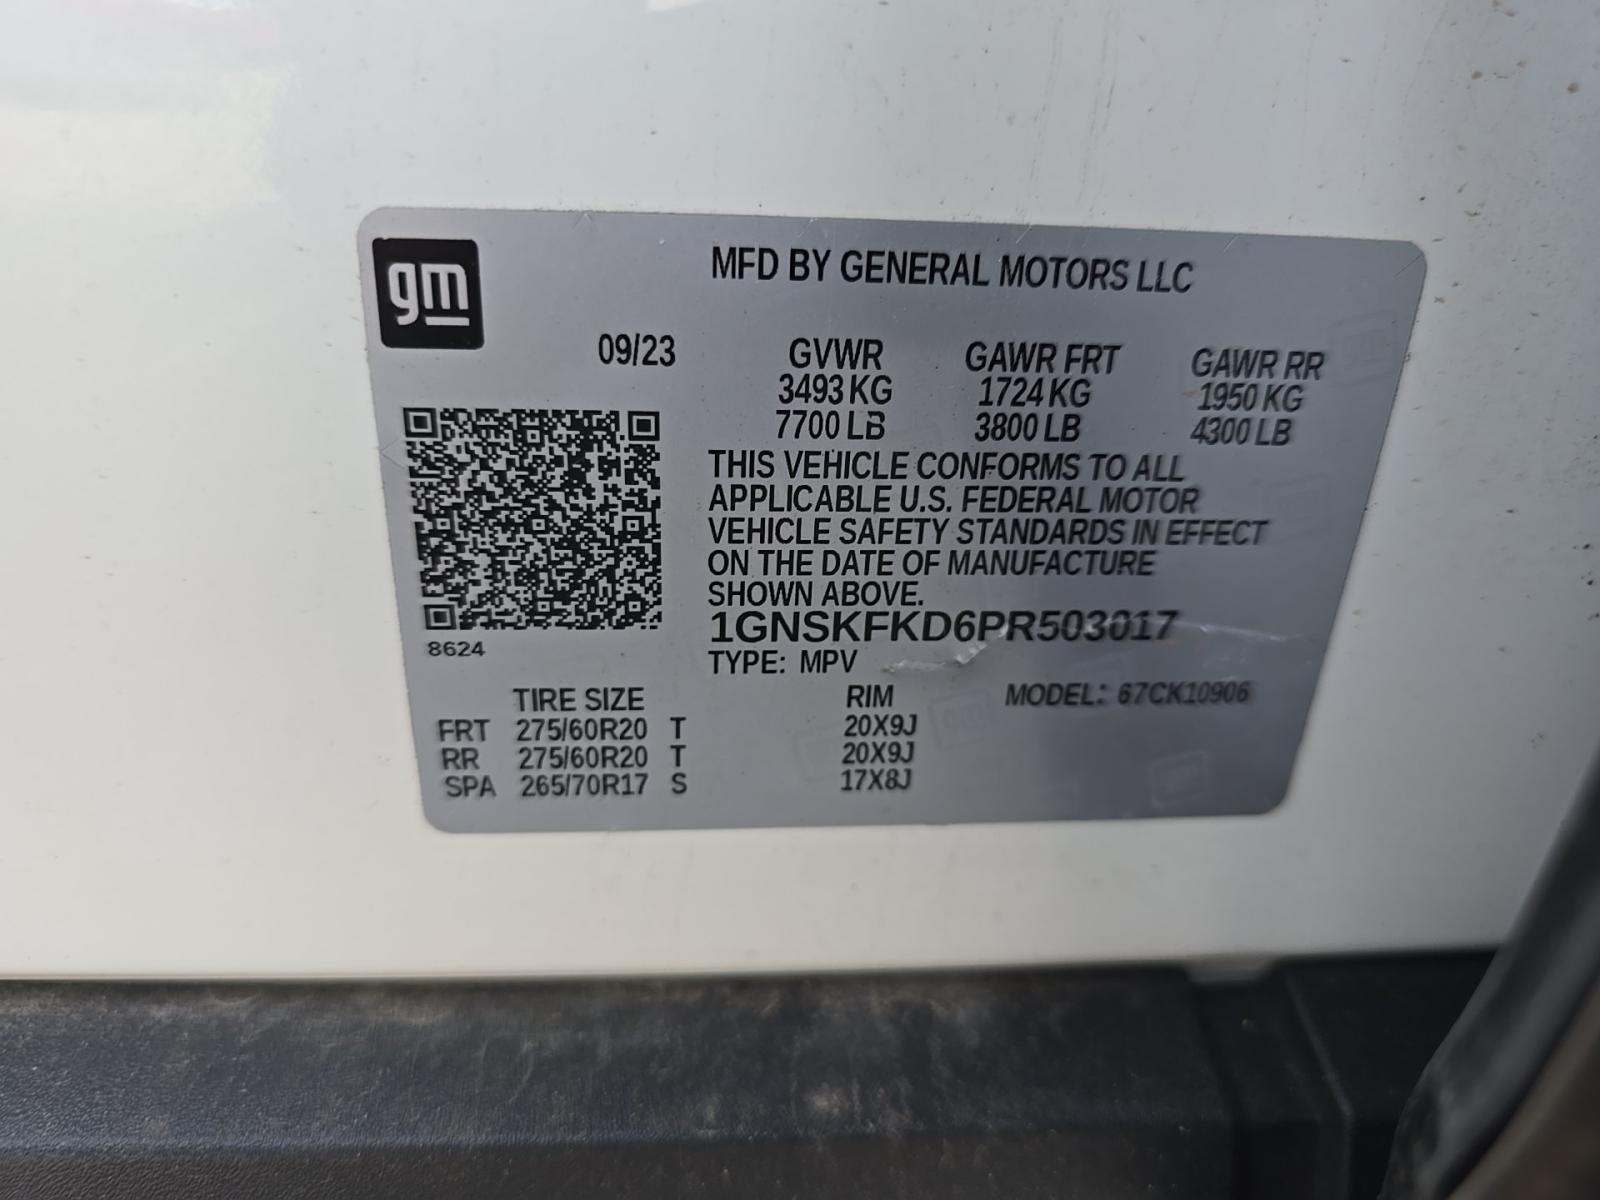 gm
MFD BY GENERAL MOTORS LLC
09/23 GVWR GAWR FRT GAWR RR
3493 KG 1724 KG 1950 KG
7700 LB 3800 LB 4300 LB
THIS VEHICLE CONFORMS TO ALL
APPLICABLE U.S. FEDERAL MOTOR
VEHICLE SAFETY STANDARDS IN EFFECT
ON THE DATE OF MANUFACTURE
SHOWN ABOVE.
1GNSKFKD6PR503017
8624
TYPE: MPV
TIRE SIZE RIM MODEL: 67CK10906
FRT 275/60R20 T 20X9J
RR 275/60R20 T 20X9J
SPA 265/70R17 S 17X8J